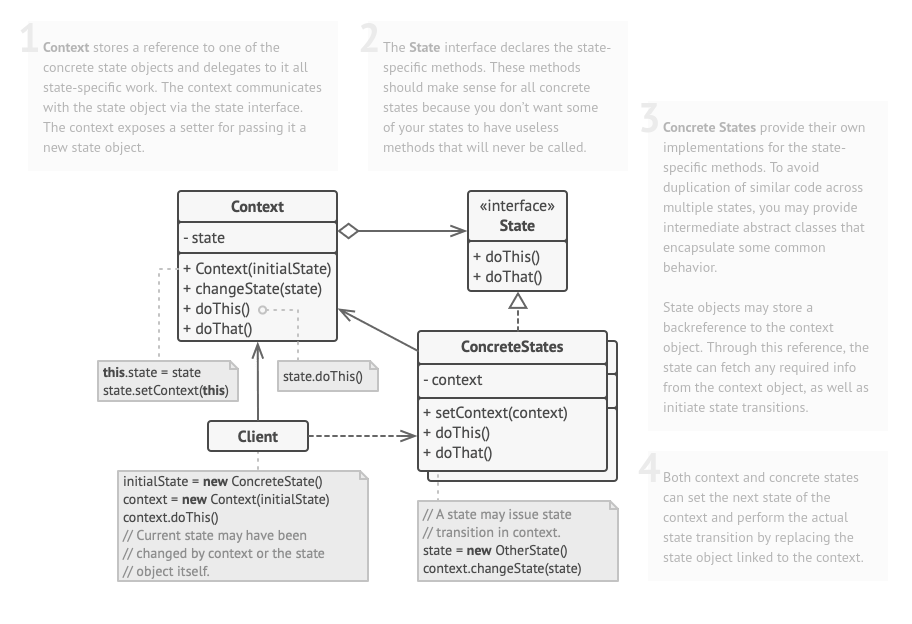 1
Context stores a reference to one of the
concrete state objects and delegates to it all
state-specific work. The context communicates
with the state object via the state interface.
The context exposes a setter for passing it a
new state object.
2
The State interface declares the state-
specific methods. These methods
should make sense for all concrete
states because you don't want some
of your states to have useless
methods that will never be called.
3
Concrete States provide their own
implementations for the state-
specific methods. To avoid
duplication of similar code across
multiple states, you may provide
intermediate abstract classes that
encapsulate some common
behavior.
State objects may store a
backreference to the context
object. Through this reference, the
state can fetch any required info
from the context object, as well as
initiate state transitions.
4
Both context and concrete states
can set the next state of the
context and perform the actual
state transition by replacing the
state object linked to the context.
Context
- state
+ Context(initialState)
+ changeState(state)
+ doThis()
+ doThat()
«interface»
State
+ doThis()
+ doThat()
this.state = state
state.setContext(this)
state.doThis()
ConcreteStates
- context
+ setContext(context)
+ doThis()
+ doThat()
Client
initialState = new ConcreteState()
context = new Context(initialState)
context.doThis()
// Current state may have been
// changed by context or the state
// object itself.
// A state may issue state
// transition in context.
state = new OtherState()
context.changeState(state)